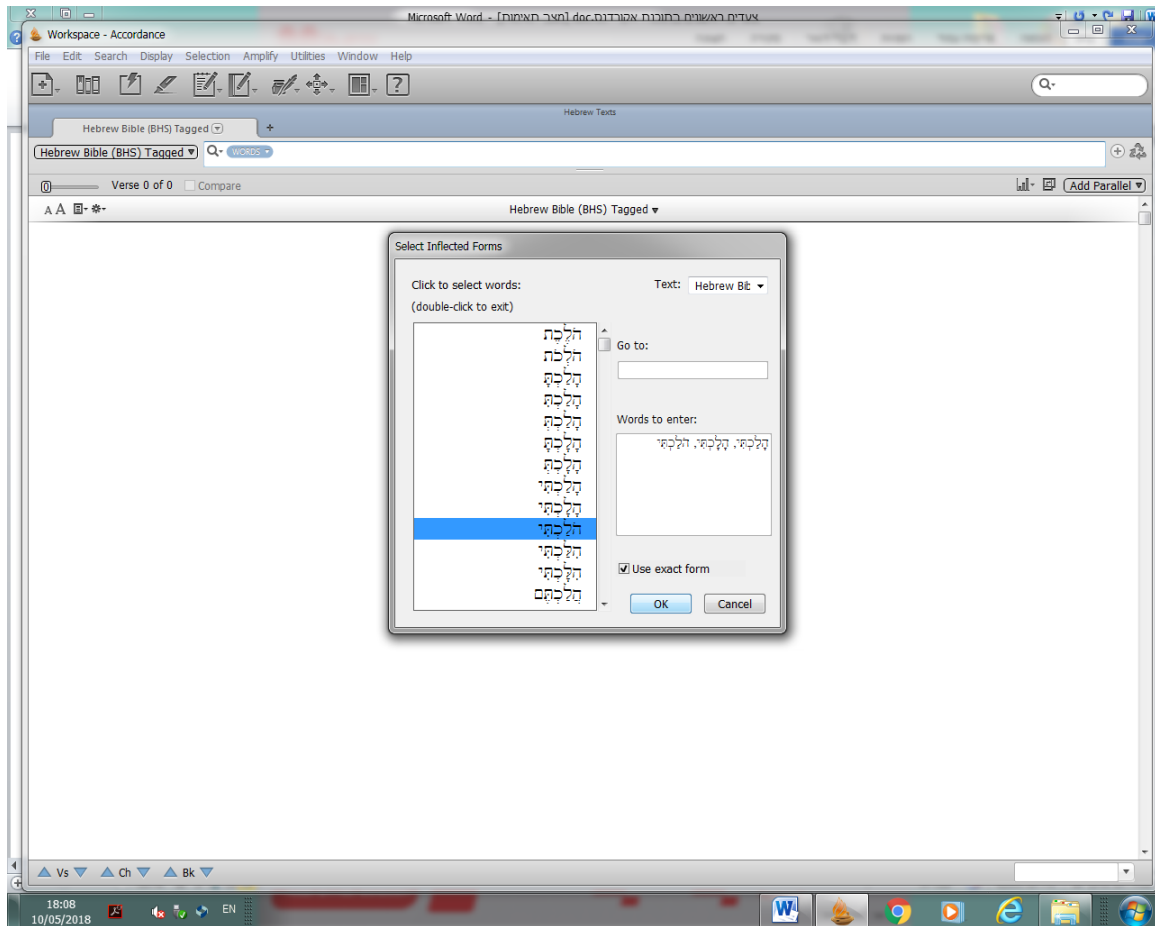 Microsoft Word - [מצב תאימות] doc.צעדים ראשונים בתוכנת אקורדנס
Workspace - Accordance
File Edit Search Display Selection Amplify Utilities Window Help
Hebrew Texts
Hebrew Bible (BHS) Tagged
Hebrew Bible (BHS) Tagged WORDS
0 Verse 0 of 0 Compare Add Parallel
A A Hebrew Bible (BHS) Tagged
Select Inflected Forms
Click to select words: Text: Hebrew Bib
(double-click to exit)
הֹלֶכֶת
הֹלְכֹת
הָלַכְתָּ
הָלַכְתִּ
הָלַכְתְּ
הָלָכְתָּ
הָלָכְתְּ
הָלַכְתִּי
הָלָכְתִּי
הֹלַכְתִּי
הִלַּכְתִּי
הִלָּכְתִּי
הֲלַכְתֶּם
Go to:
Words to enter:
הָלַכְתִּי, הָלָכְתִּי, הֹלַכְתִּי
Use exact form
OK Cancel
Vs Ch Bk
18:08
10/05/2018
EN